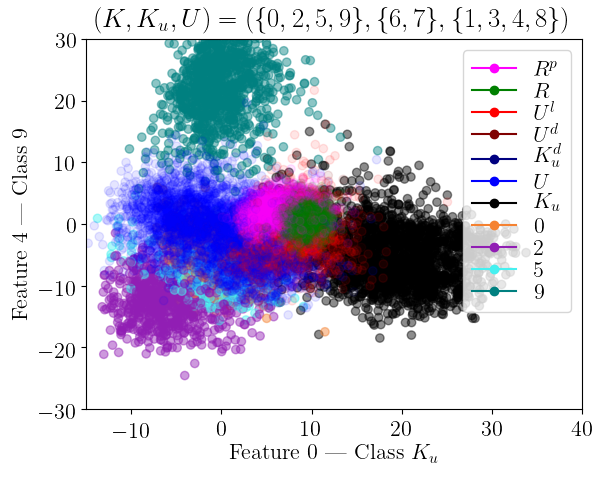 (K, K_u, U) = ({0, 2, 5, 9}, {6, 7}, {1, 3, 4, 8})
30
20
10
0
−10
−20
−30
Feature 4 — Class 9
−10
0
10
20
30
40
Feature 0 — Class K_u
R^p
R
U^l
U^d
K_u^d
U
K_u
0
2
5
9